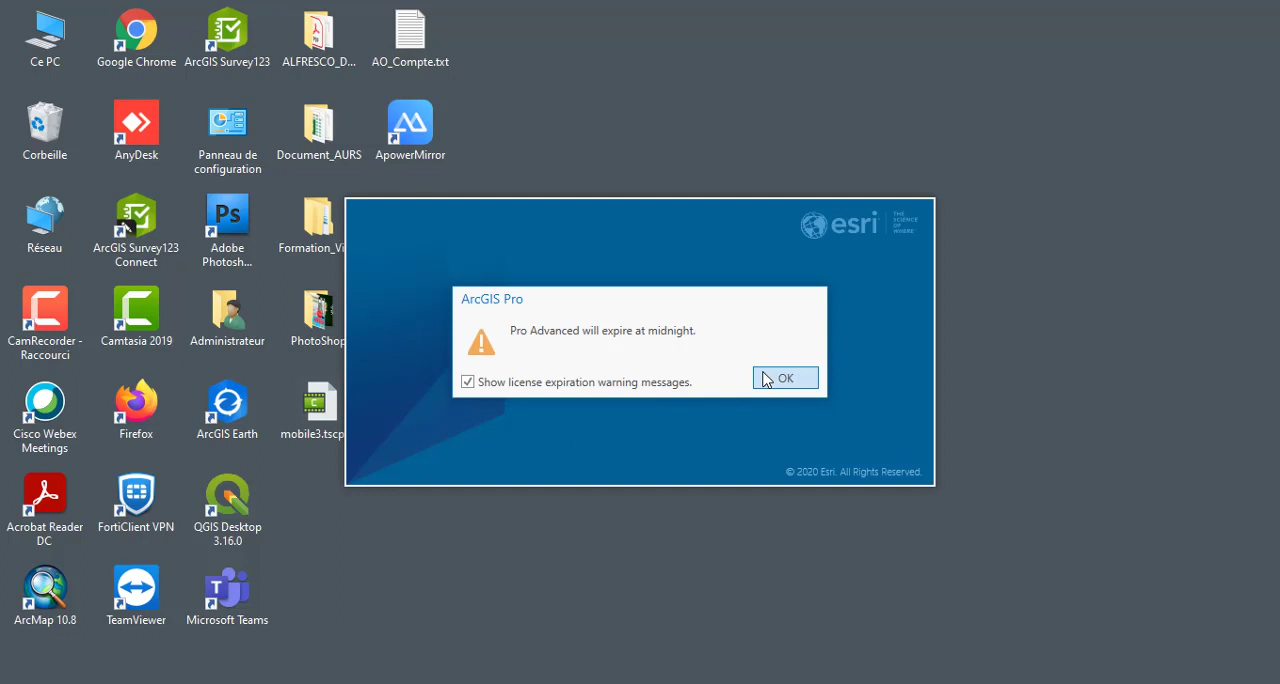 Ce PC
Google Chrome
ArcGIS Survey123
ALFRESCO_D...
AO_Compte.txt
Corbeille
AnyDesk
Panneau de
configuration
Document_AURS
ApowerMirror
Réseau
ArcGIS Survey123
Connect
Ps
Adobe
Photosh...
Formation_Vi
CamRecorder -
Raccourci
Camtasia 2019
Administrateur
PhotoShop
Cisco Webex
Meetings
Firefox
ArcGIS Earth
mobile3.tscp
Acrobat Reader
DC
FortiClient VPN
QGIS Desktop
3.16.0
ArcMap 10.8
TeamViewer
Microsoft Teams
esri
THE
SCIENCE
OF
WHERE
ArcGIS Pro
Pro Advanced will expire at midnight.
Show license expiration warning messages.
OK
© 2020 Esri. All Rights Reserved.